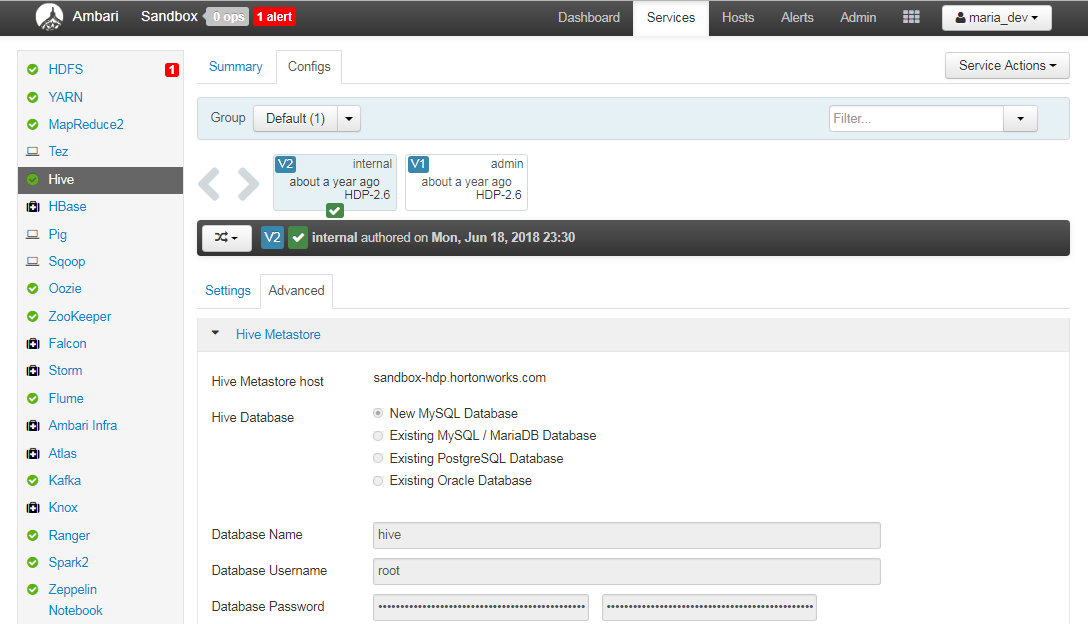 Ambari Sandbox 0 ops 1 alert Dashboard Services Hosts Alerts Admin maria_dev
HDFS 1
YARN
MapReduce2
Tez
Hive
HBase
Pig
Sqoop
Oozie
ZooKeeper
Falcon
Storm
Flume
Ambari Infra
Atlas
Kafka
Knox
Ranger
Spark2
Zeppelin
Notebook
Summary Configs Service Actions
Group Default (1) Filter...
V2 internal
about a year ago
HDP-2.6
V1 admin
about a year ago
HDP-2.6
V2 internal authored on Mon, Jun 18, 2018 23:30
Settings Advanced
Hive Metastore
Hive Metastore host sandbox-hdp.hortonworks.com
Hive Database New MySQL Database
Existing MySQL / MariaDB Database
Existing PostgreSQL Database
Existing Oracle Database
Database Name hive
Database Username root
Database Password